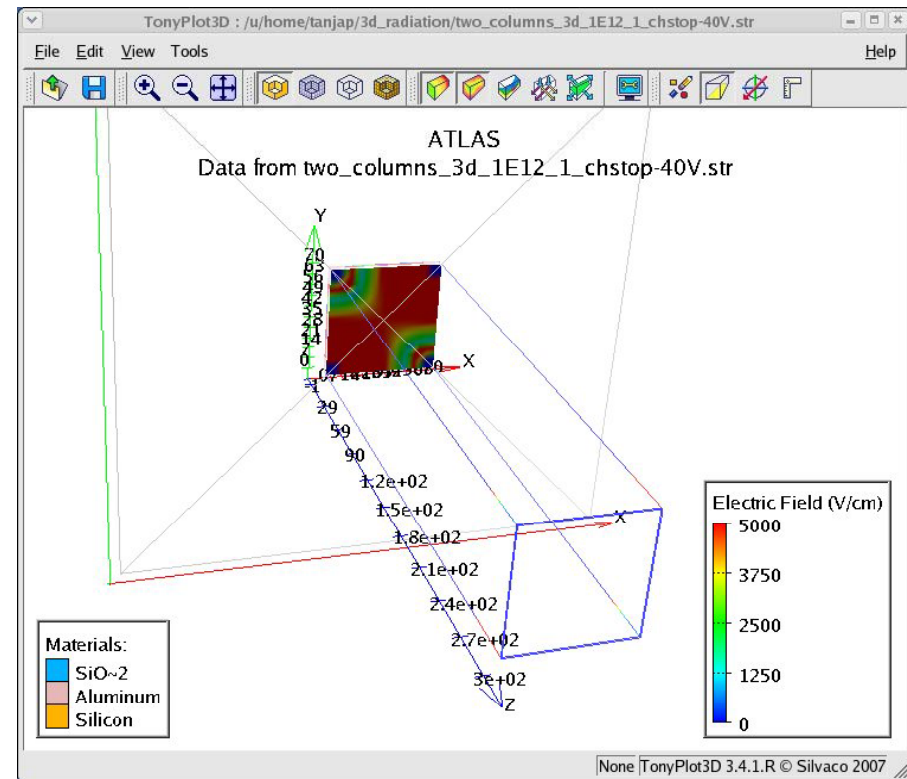 TonyPlot3D : /u/home/tanjap/3d_radiation/two_columns_3d_1E12_1_chstop-40V.str
File Edit View Tools Help
ATLAS
Data from two_columns_3d_1E12_1_chstop-40V.str
Y
70
63
56
49
42
35
28
21
14
7
0
X
29
59
90
1.2e+02
1.5e+02
1.8e+02
X
2.1e+02
2.4e+02
2.7e+02
3e+02
Z
Electric Field (V/cm)
5000
3750
2500
1250
0
Materials:
SiO~2
Aluminum
Silicon
None TonyPlot3D 3.4.1.R © Silvaco 2007